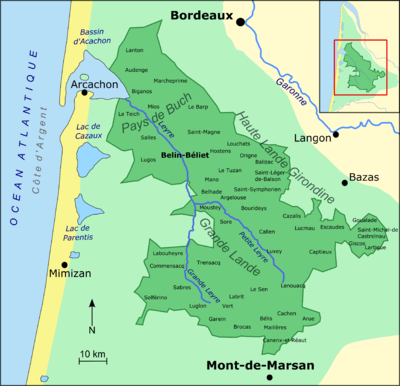 Bordeaux
Bassin
d'Acachon
Lanton
Audenge
Marcheprime
Biganos
Garonne
Arcachon
OCEAN ATLANTIQUE
Côte d'Argent
Mios
Le Barp
Le Teich
Pays de Buch
Leyre
Salles
Saint-Magne
Lac de
Cazaux
Lugos
Belin-Béliet
Hostens
Louchats
Origne
Balizac
Haute Lande Girondine
Langon
Le Tuzan
Saint-Léger
de-Balson
Mano
Saint-Symphorien
Bazas
Belhade
Argelouse
Moustey
Bourideys
Cazalis
Lac de
Parentis
Sore
Callen
Lucmau
Escaudes
Goualade
Saint-Michel-de
Castelnau
Giscos
Lartigue
Grande Lande
Petite Leyre
Mimizan
Labouheyre
Commensacq
Trensacq
Luxey
Captieux
Grande Leyre
Sabres
Solférino
Le Sen
Lencouacq
Labrit
Luglon
Vert
N
Garein
Bélis
Cachen
Arue
Brocas
Maillères
10 km
Canenx-et-Réaut
Mont-de-Marsan